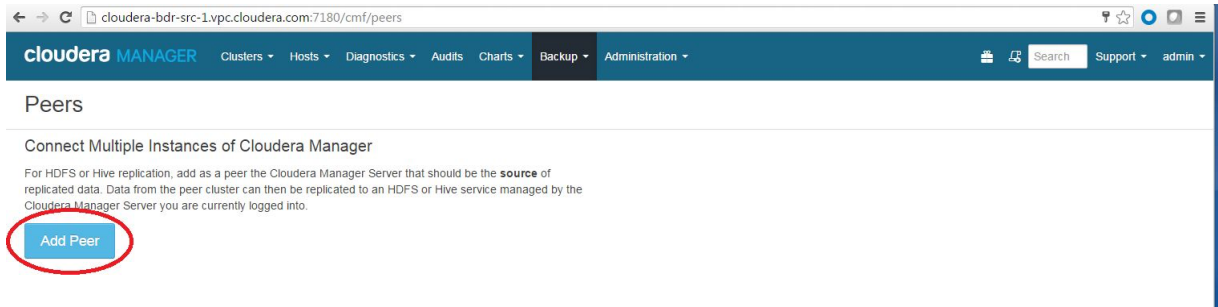 cloudera-bdr-src-1.vpc.cloudera.com:7180/cmf/peers
cloudera MANAGER Clusters Hosts Diagnostics Audits Charts Backup Administration Search Support admin
Peers
Connect Multiple Instances of Cloudera Manager
For HDFS or Hive replication, add as a peer the Cloudera Manager Server that should be the source of
replicated data. Data from the peer cluster can then be replicated to an HDFS or Hive service managed by the
Cloudera Manager Server you are currently logged into.
Add Peer